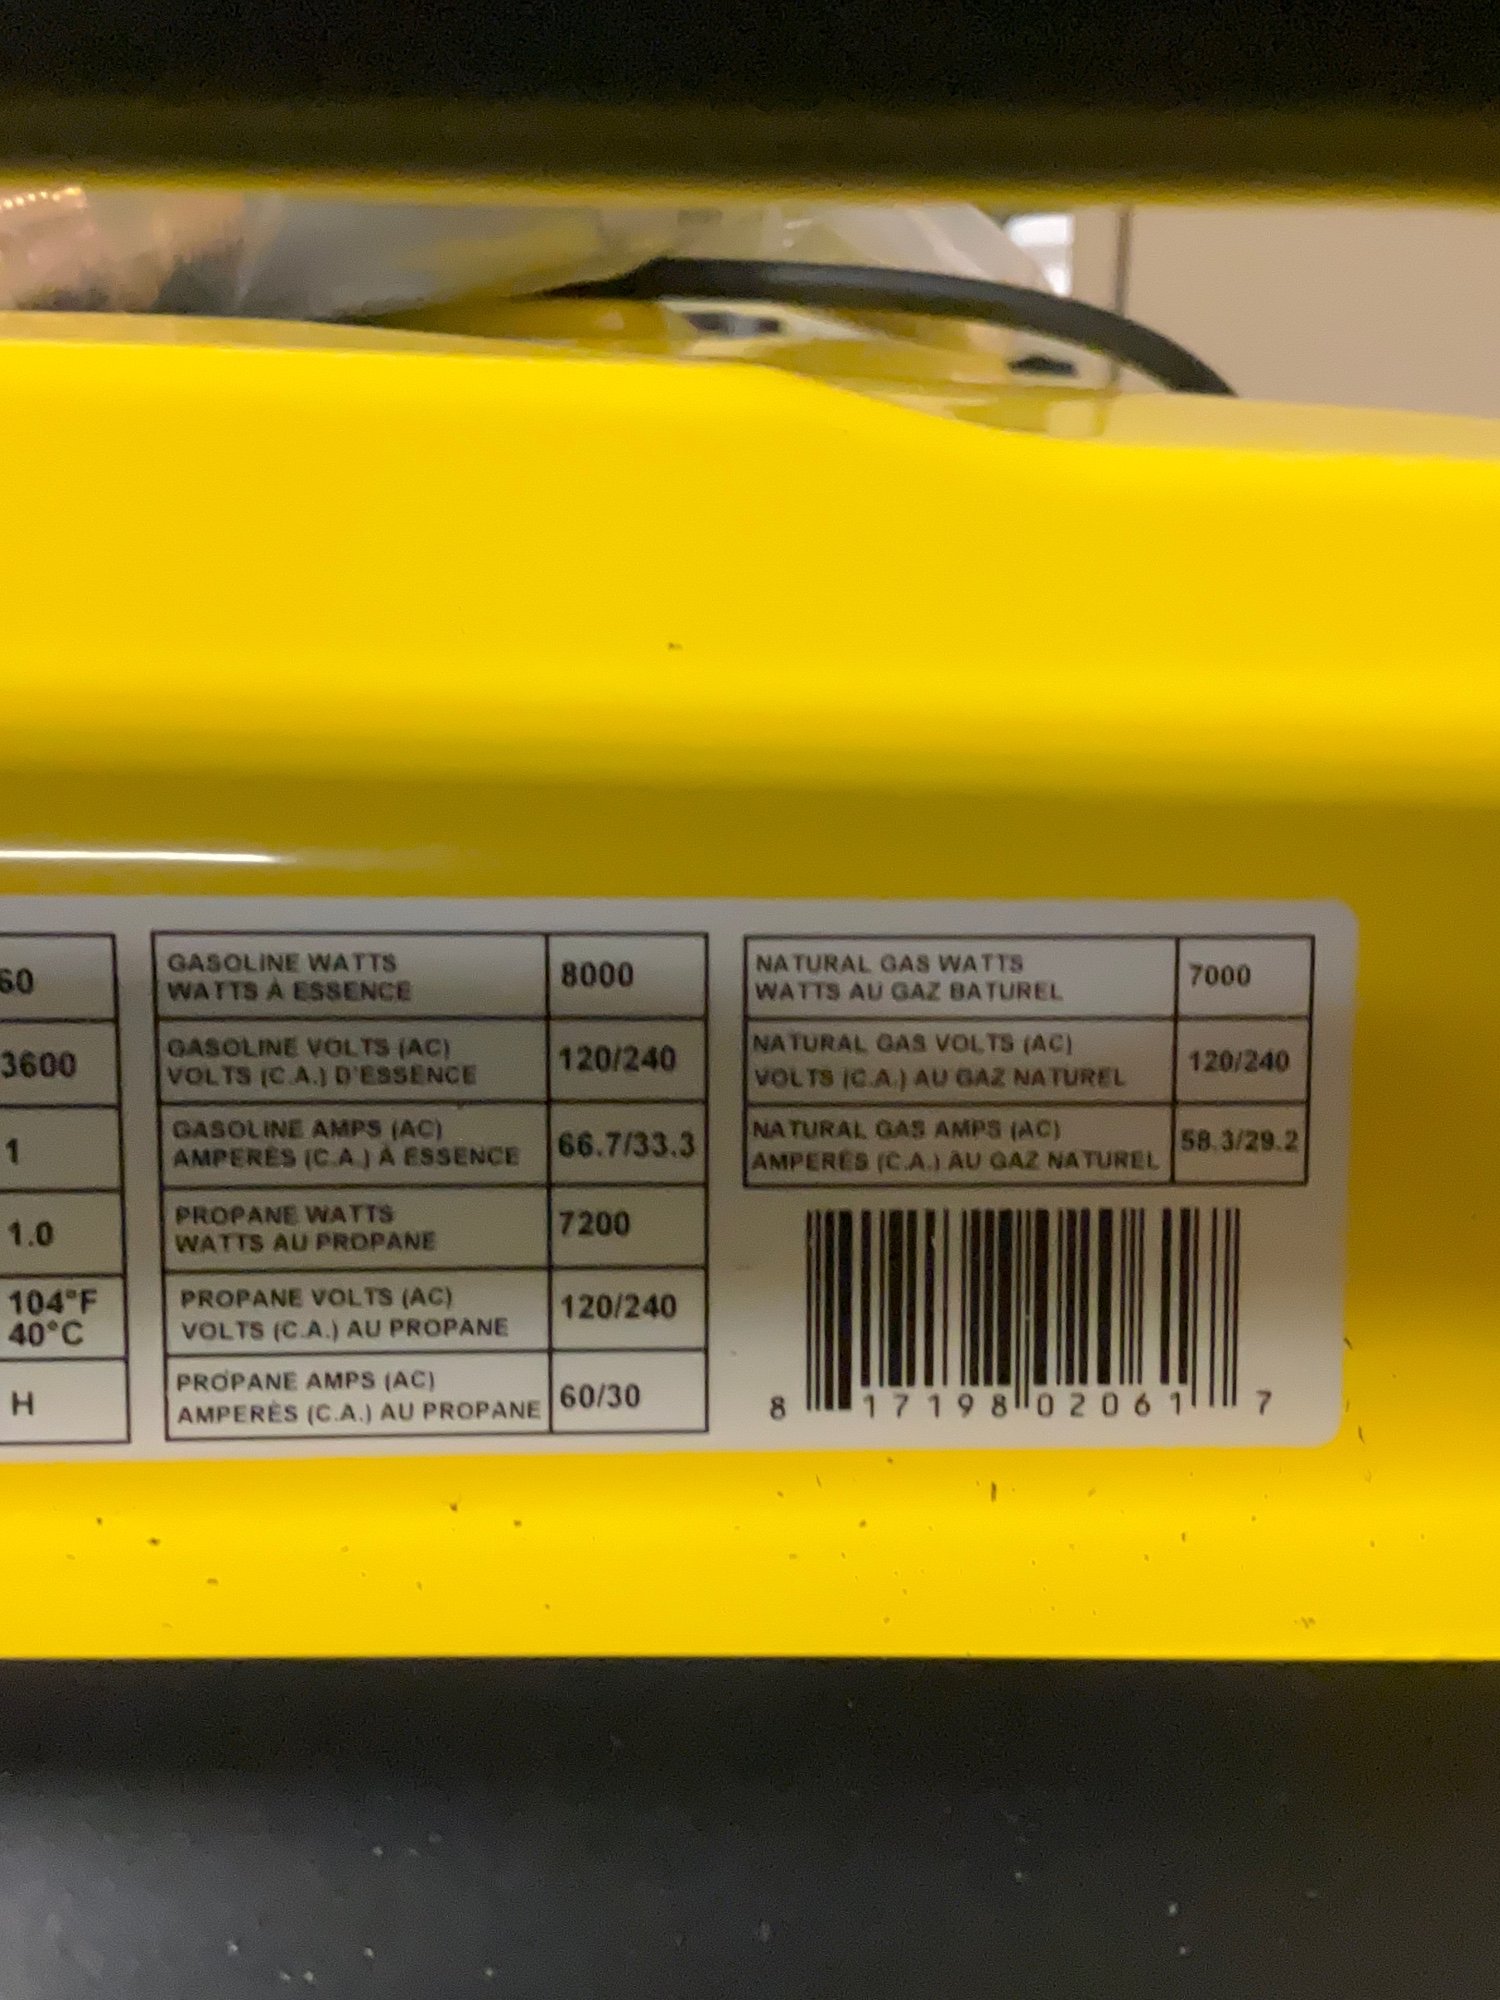 60
3600
1
1.0
104°F
40°C
H
GASOLINE WATTS
WATTS À ESSENCE
8000
GASOLINE VOLTS (AC)
VOLTS (C.A.) D'ESSENCE
120/240
GASOLINE AMPS (AC)
AMPERÈS (C.A.) À ESSENCE
66.7/33.3
PROPANE WATTS
WATTS AU PROPANE
7200
PROPANE VOLTS (AC)
VOLTS (C.A.) AU PROPANE
120/240
PROPANE AMPS (AC)
AMPERÈS (C.A.) AU PROPANE
60/30
NATURAL GAS WATTS
WATTS AU GAZ BATUREL
7000
NATURAL GAS VOLTS (AC)
VOLTS (C.A.) AU GAZ NATUREL
120/240
NATURAL GAS AMPS (AC)
AMPERÈS (C.A.) AU GAZ NATUREL
58.3/29.2
8 17198 02061 7